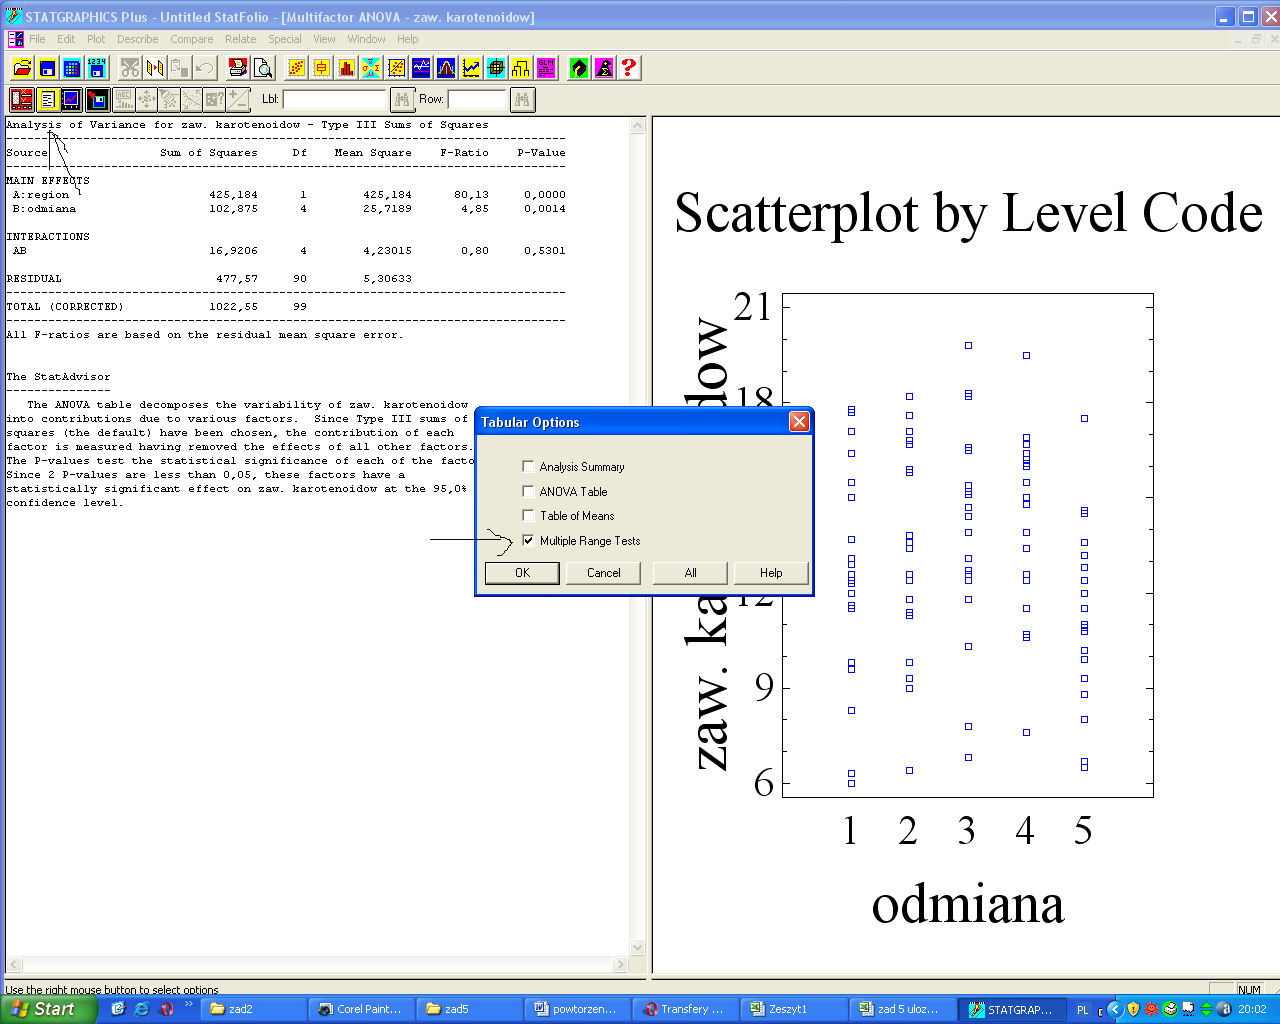 STATGRAPHICS Plus - Untitled StatFolio - [Multifactor ANOVA - zaw. karotenoidow]
File Edit Plot Describe Compare Relate Special View Window Help
Lbl: Row:
Analysis of Variance for zaw. karotenoidow - Type III Sums of Squares
Source Sum of Squares Df Mean Square F-Ratio P-Value
MAIN EFFECTS
A:region 425,184 1 425,184 80,13 0,0000
B:odmiana 102,875 4 25,7189 4,85 0,0014
INTERACTIONS
AB 16,9206 4 4,23015 0,80 0,5301
RESIDUAL 477,57 90 5,30633
TOTAL (CORRECTED) 1022,55 99
All F-ratios are based on the residual mean square error.
The StatAdvisor
The ANOVA table decomposes the variability of zaw. karotenoidow
into contributions due to various factors. Since Type III sums of
squares (the default) have been chosen, the contribution of each
factor is measured having removed the effects of all other factors.
The P-values test the statistical significance of each of the facto
Since 2 P-values are less than 0,05, these factors have a
statistically significant effect on zaw. karotenoidow at the 95,0%
confidence level.
Tabular Options
Analysis Summary
ANOVA Table
Table of Means
Multiple Range Tests
OK Cancel All Help
Scatterplot by Level Code
21
18
12
9
6
zaw. ka
dow
1 2 3 4 5
odmiana
Use the right mouse button to select options
NUM
Start
zad2
Corel Paint...
zad5
powtorzen...
Transfery ...
Zeszyt1
zad 5 uloz...
STATGRAP...
PL
20:02